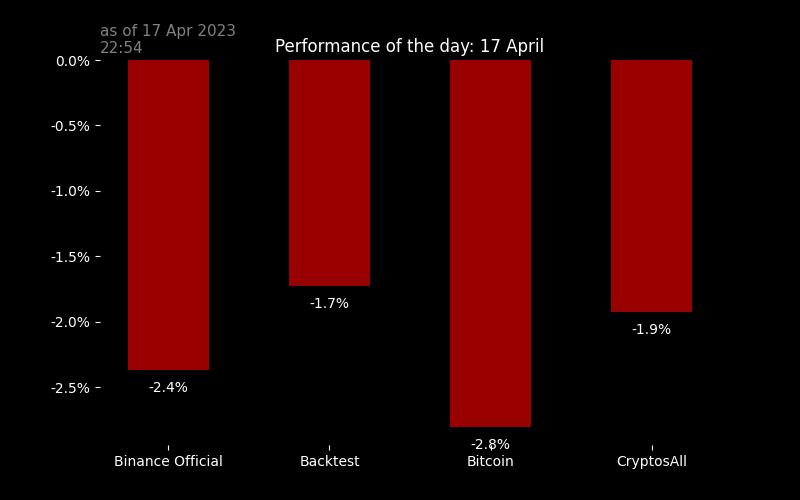 as of 17 Apr 2023
22:54
Performance of the day: 17 April
0.0%
-0.5%
-1.0%
-1.5%
-2.0%
-2.5%
-2.4%
-1.7%
-2.8%
-1.9%
Binance Official
Backtest
Bitcoin
CryptosAll